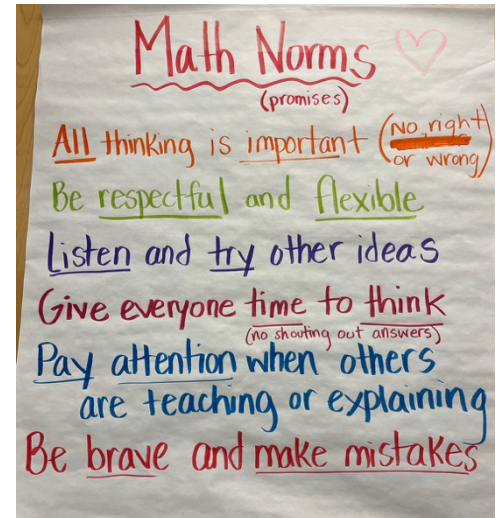 Math Norms
(promises)
All thinking is important (No right
or wrong)
Be respectful and flexible
Listen and try other ideas
Give everyone time to think
(no shouting out answers)
Pay attention when others
are teaching or explaining
Be brave and make mistakes